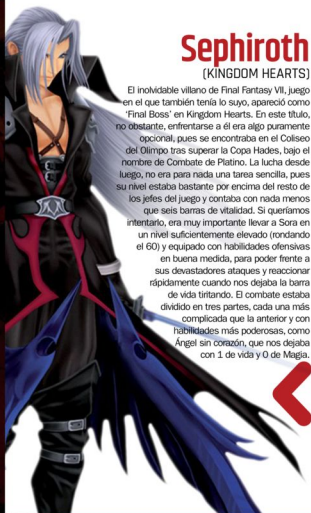 Sephiroth
(KINGDOM HEARTS)
El inolvidable villano de Final Fantasy VII, juego
en el que también tenía lo suyo, apareció como
'Final Boss' en Kingdom Hearts. En este título,
no obstante, enfrentarse a él era algo puramente
opcional, pues se encontraba en el Coliseo
del Olimpo tras superar la Copa Hades, bajo el
nombre de Combate de Platino. La lucha desde
luego, no era para nada una tarea sencilla, pues
su nivel estaba bastante por encima del resto de
los jefes del juego y contaba con nada menos
que seis barras de vitalidad. Si queríamos
intentarlo, era muy importante llevar a Sora en
un nivel suficientemente elevado (rondando
el 60) y equipado con habilidades ofensivas
en buena medida, para poder frente a
sus devastadores ataques y reaccionar
rápidamente cuando nos dejaba la barra
de vida tiritando. El combate estaba
dividido en tres partes, cada una más
complicada que la anterior y con
habilidades más poderosas, como
Ángel sin corazón, que nos dejaba
con 1 de vida y 0 de Magia.